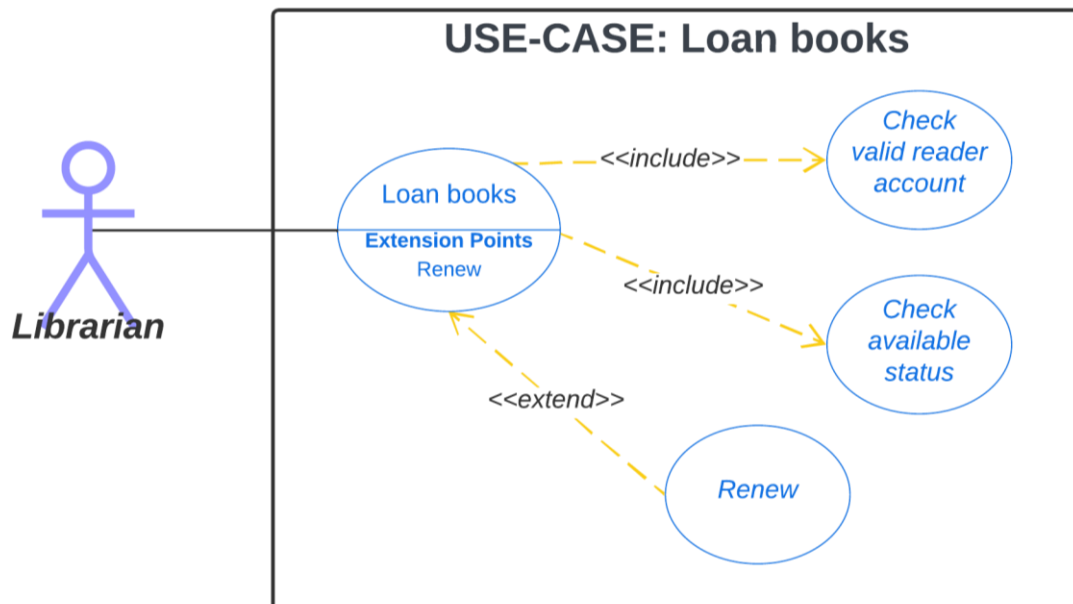 USE-CASE: Loan books
Check
valid reader
account
<<include>>
Loan books
Extension Points
Renew
<<include>>
Check
available
status
Librarian
<<extend>>
Renew